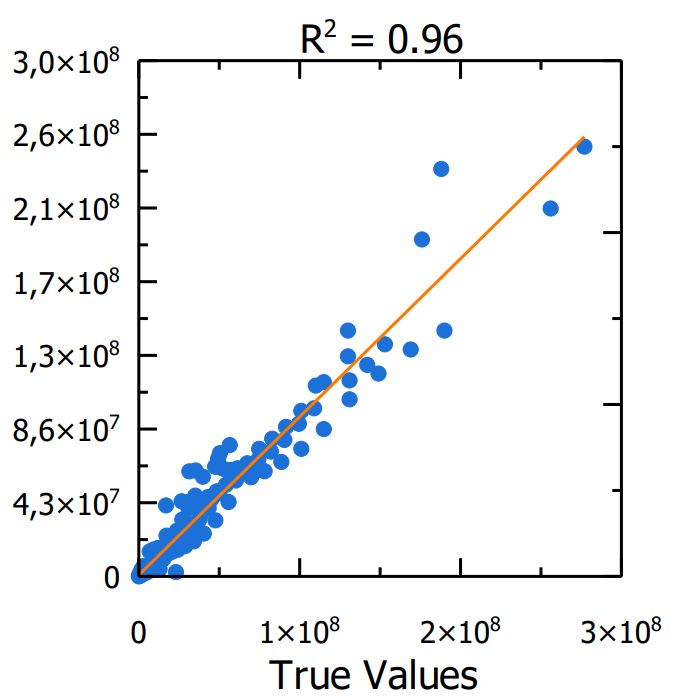 R² = 0.96
3,0×10⁸
2,6×10⁸
2,1×10⁸
1,7×10⁸
1,3×10⁸
8,6×10⁷
4,3×10⁷
0
0 1×10⁸ 2×10⁸ 3×10⁸
True Values